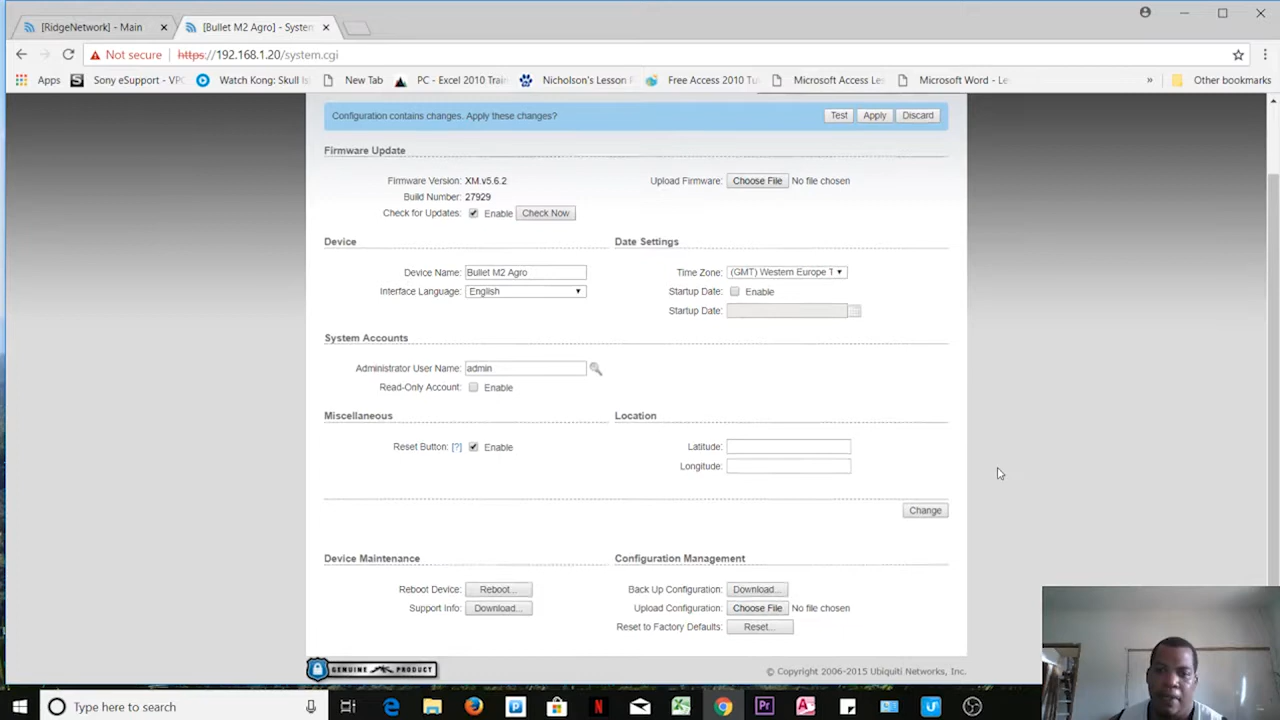 [RidgeNetwork] - Main
[Bullet M2 Agro] - System
Not secure https://192.168.1.20/system.cgi
Apps Sony eSupport - VPC Watch Kong: Skull Is New Tab PC - Excel 2010 Train Nicholson's Lesson P Free Access 2010 Tut Microsoft Access Les Microsoft Word - Les » Other bookmarks
Configuration contains changes. Apply these changes? Test Apply Discard
Firmware Update
Firmware Version: XM.v5.6.2 Upload Firmware: Choose File No file chosen
Build Number: 27929
Check for Updates: Enable Check Now
Device Date Settings
Device Name: Bullet M2 Agro Time Zone: (GMT) Western Europe T
Interface Language: English Startup Date: Enable
Startup Date:
System Accounts
Administrator User Name: admin
Read-Only Account: Enable
Miscellaneous Location
Reset Button: [?] Enable Latitude:
Longitude:
Change
Device Maintenance Configuration Management
Reboot Device: Reboot... Back Up Configuration: Download...
Support Info: Download... Upload Configuration: Choose File No file chosen
Reset to Factory Defaults: Reset...
GENUINE PRODUCT © Copyright 2006-2015 Ubiquiti Networks, Inc.
Type here to search